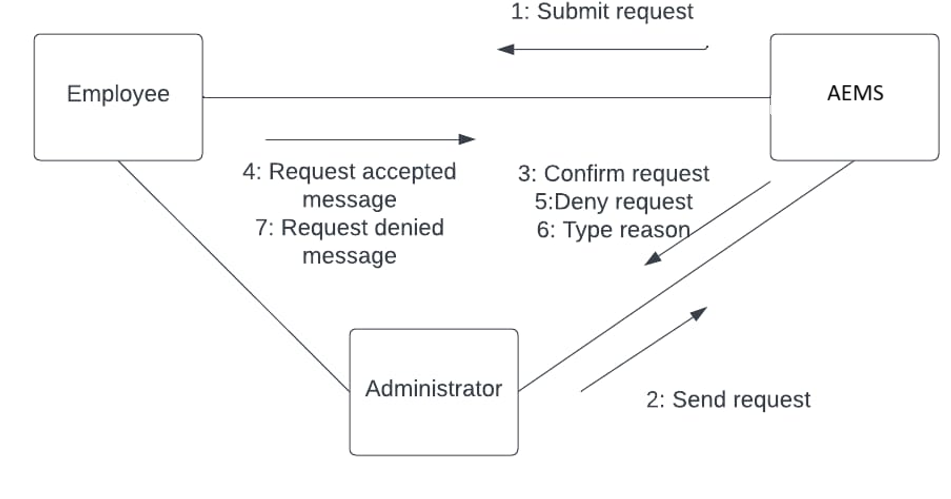 1: Submit request
Employee
AEMS
4: Request accepted
message
7: Request denied
message
3: Confirm request
5:Deny request
6: Type reason
Administrator
2: Send request